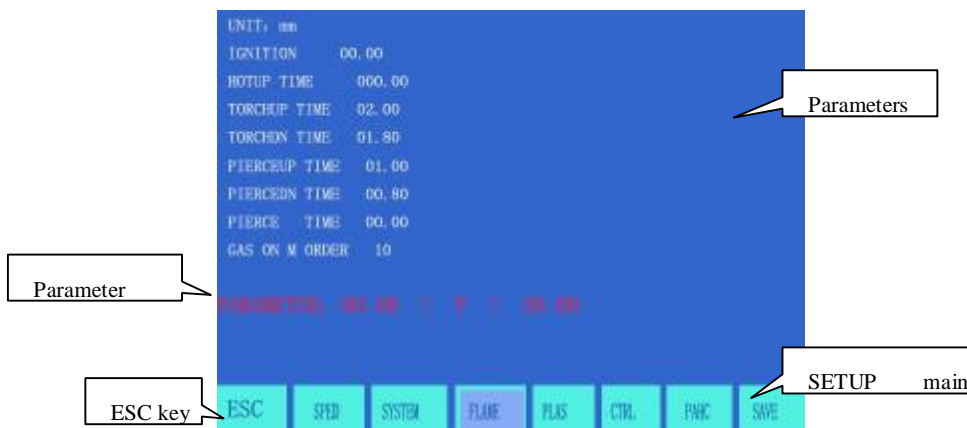 UNIT: mm
IGNITION 00.00
HOTUP TIME 000.00
TORCHUP TIME 02.00
TORCHDN TIME 01.80
PIERCEUP TIME 01.00
PIERCEDN TIME 00.80
PIERCE TIME 00.00
GAS ON M ORDER 10
Parameters
Parameter
SETUP main
ESC key
ESC SPED SYSTEM FLAME PLAS CTRL PAHC SAVE